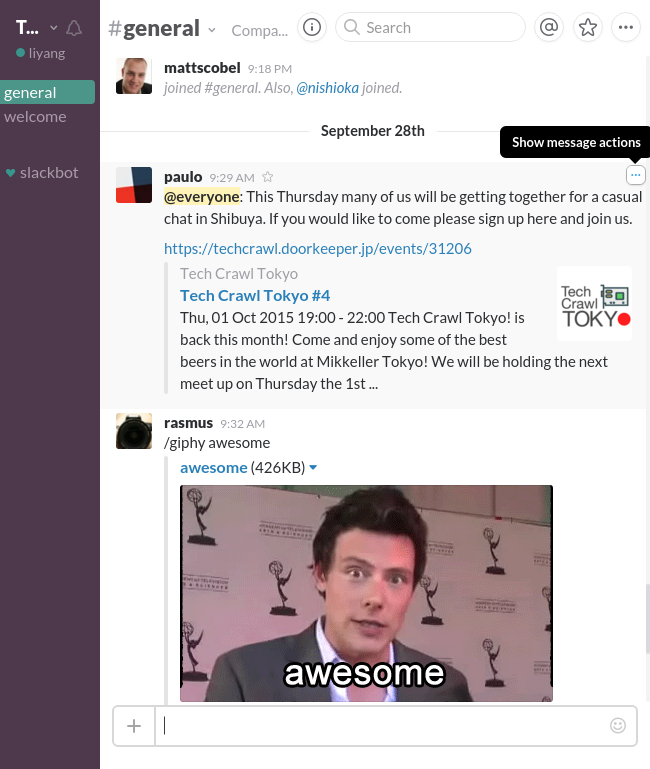 T...
liyang
general
welcome
♥ slackbot
#general
Compa...
Search
mattscobel 9:18 PM
joined #general. Also, @nishioka joined.
September 28th
Show message actions
paulo 9:29 AM
@everyone: This Thursday many of us will be getting together for a casual
chat in Shibuya. If you would like to come please sign up here and join us.
https://techcrawl.doorkeeper.jp/events/31206
Tech Crawl Tokyo
Tech Crawl Tokyo #4
Thu, 01 Oct 2015 19:00 - 22:00 Tech Crawl Tokyo! is
back this month! Come and enjoy some of the best
beers in the world at Mikkeller Tokyo! We will be holding the next
meet up on Thursday the 1st ...
Tech
Crawl
TOKYO
rasmus 9:32 AM
/giphy awesome
awesome (426KB)
awesome